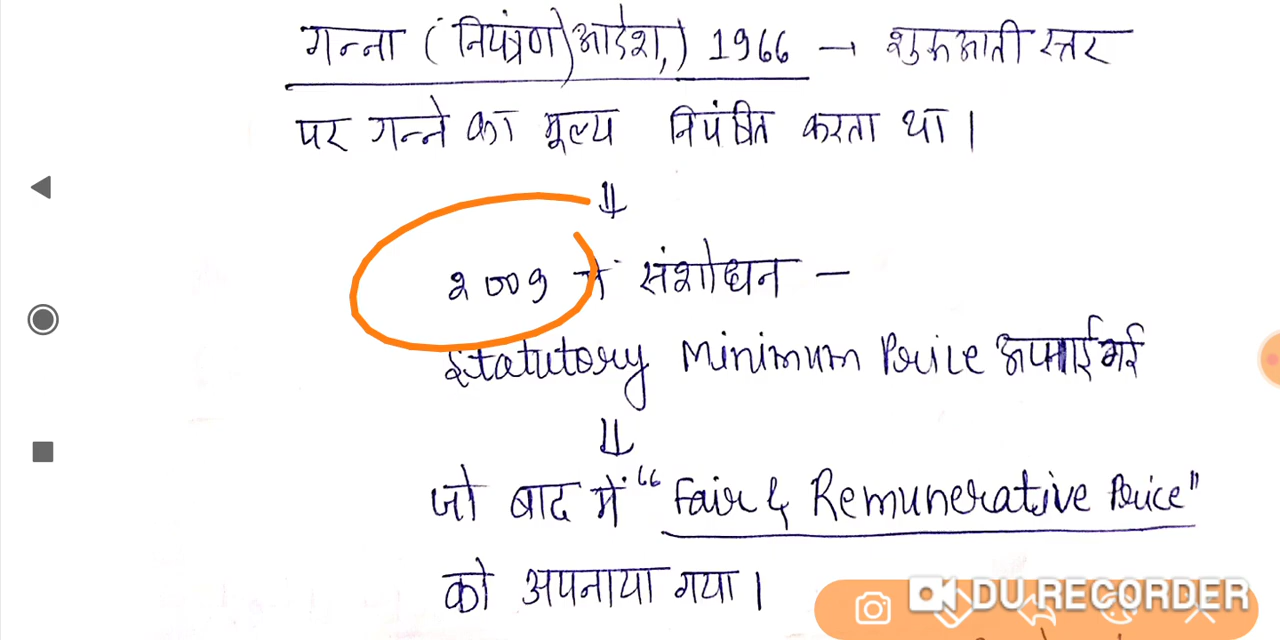 गन्ना (नियंत्रण) आदेश, 1966 → शुरुआती स्तर
पर गन्ने का मूल्य नियंत्रित करता था।
2009 में संशोधन –
Statutory Minimum Price अपनाई गई
जो बाद में "Fair & Remunerative Price"
को अपनाया गया।
DU RECORDER